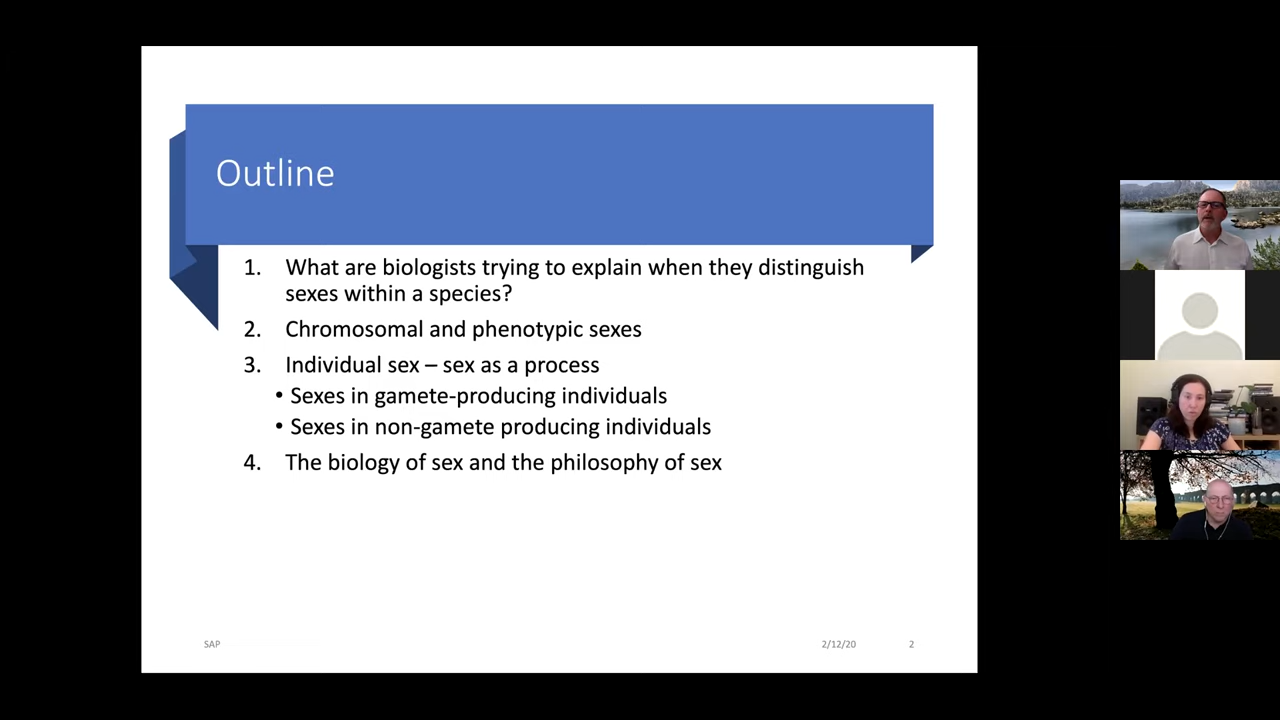 Outline
1. What are biologists trying to explain when they distinguish
sexes within a species?
2. Chromosomal and phenotypic sexes
3. Individual sex – sex as a process
• Sexes in gamete-producing individuals
• Sexes in non-gamete producing individuals
4. The biology of sex and the philosophy of sex
SAP
2/12/20
2